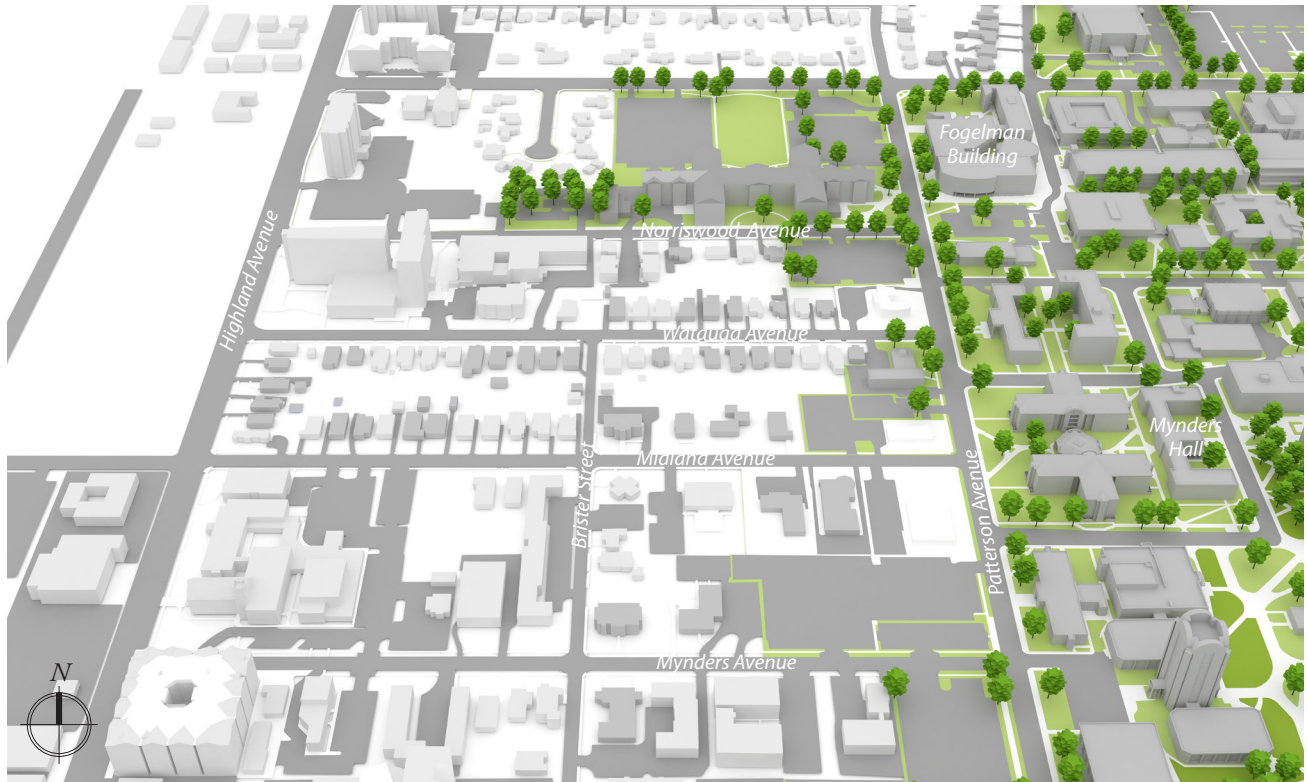 Fogelman
Building
Highland Avenue
Norriswood Avenue
Watauga Avenue
Mynders
Hall
Midland Avenue
Brister Street
Patterson Avenue
Mynders Avenue
N